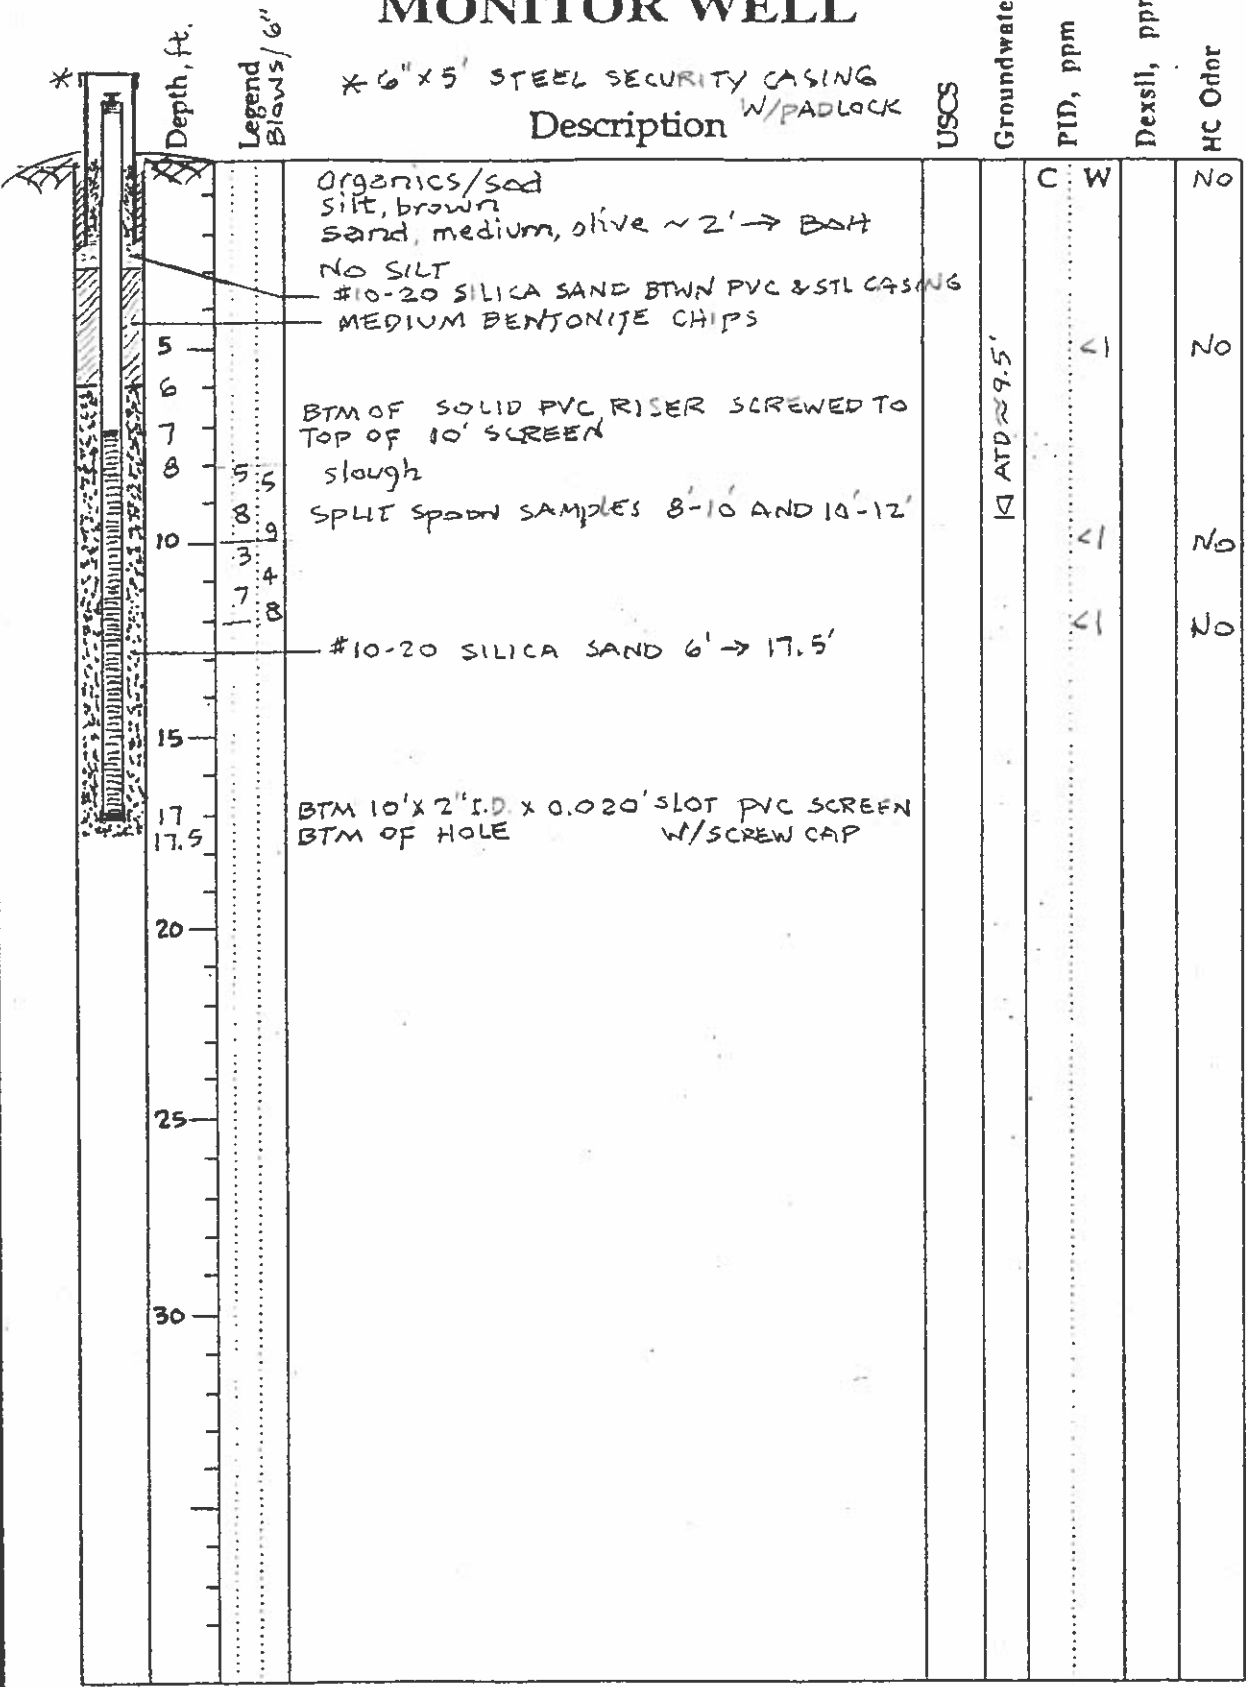 MONITOR WELL
* 6" x 5' STEEL SECURITY CASING
W/PADLOCK
*
Depth, ft.
Legend
Blows/6"
Description
USCS
Groundwate
PID, ppm
Dexsil, ppm
HC Odor
Organics/sod
C W
No
silt, brown
sand, medium, olive ~ 2' → BOH
NO SILT
#10-20 SILICA SAND BTWN PVC & STL CASING
MEDIUM BENTONITE CHIPS
5
<1
No
6
BTM OF SOLID PVC RISER SCREWED TO
7
TOP OF 10' SCREEN
ATD ≈ 9.5'
8
5
5
slough
8
9
SPLIT SPOON SAMPLES 8'-10' AND 10'-12'
10
<1
No
3
4
7
8
<1
No
#10-20 SILICA SAND 6' → 17.5'
15
17
BTM 10' x 2" I.D. x 0.020' SLOT PVC SCREEN
17.5
BTM OF HOLE
W/SCREW CAP
20
25
30